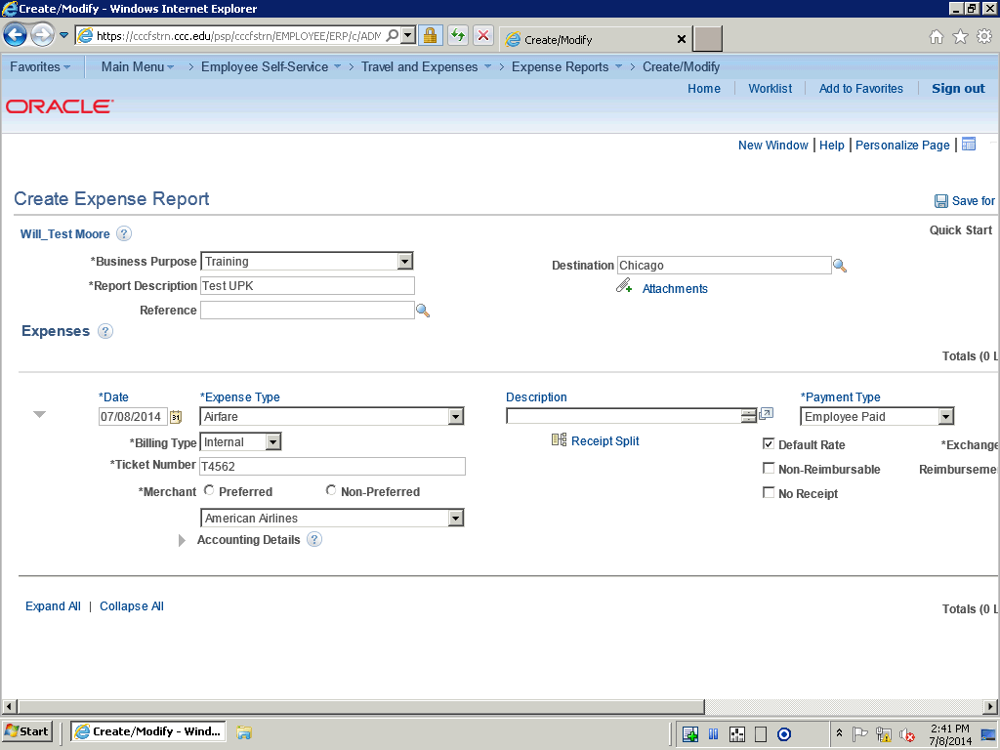 Create/Modify - Windows Internet Explorer
https://cccfstrn.ccc.edu/psp/cccfstrn/EMPLOYEE/ERP/c/ADM
Create/Modify
Favorites Main Menu > Employee Self-Service > Travel and Expenses > Expense Reports > Create/Modify
Home Worklist Add to Favorites Sign out
ORACLE
New Window | Help | Personalize Page |
Create Expense Report
Save for
Will_Test Moore ?
Quick Start
*Business Purpose Training
Destination Chicago
*Report Description Test UPK
Attachments
Reference
Expenses ?
Totals (0 L
*Date *Expense Type Description *Payment Type
07/08/2014 31 Airfare Employee Paid
*Billing Type Internal Receipt Split Default Rate *Exchange
*Ticket Number T4562 Non-Reimbursable Reimburseme
*Merchant Preferred Non-Preferred No Receipt
American Airlines
Accounting Details ?
Expand All | Collapse All
Totals (0 L
Start Create/Modify - Wind... 2:41 PM
7/8/2014